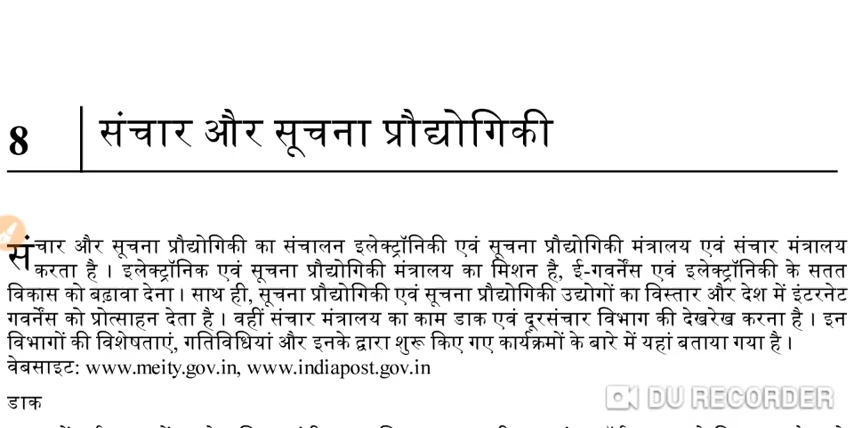 8 संचार और सूचना प्रौद्योगिकी
संचार और सूचना प्रौद्योगिकी का संचालन इलेक्ट्रॉनिकी एवं सूचना प्रौद्योगिकी मंत्रालय एवं संचार मंत्रालय
करता है । इलेक्ट्रॉनिक एवं सूचना प्रौद्योगिकी मंत्रालय का मिशन है, ई-गवर्नेंस एवं इलेक्ट्रॉनिकी के सतत
विकास को बढ़ावा देना । साथ ही, सूचना प्रौद्योगिकी एवं सूचना प्रौद्योगिकी उद्योगों का विस्तार और देश में इंटरनेट
गवर्नेंस को प्रोत्साहन देता है । वहीं संचार मंत्रालय का काम डाक एवं दूरसंचार विभाग की देखरेख करना है । इन
विभागों की विशेषताएं, गतिविधियां और इनके द्वारा शुरू किए गए कार्यक्रमों के बारे में यहां बताया गया है ।
वेबसाइट: www.meity.gov.in, www.indiapost.gov.in
डाक
DU RECORDER